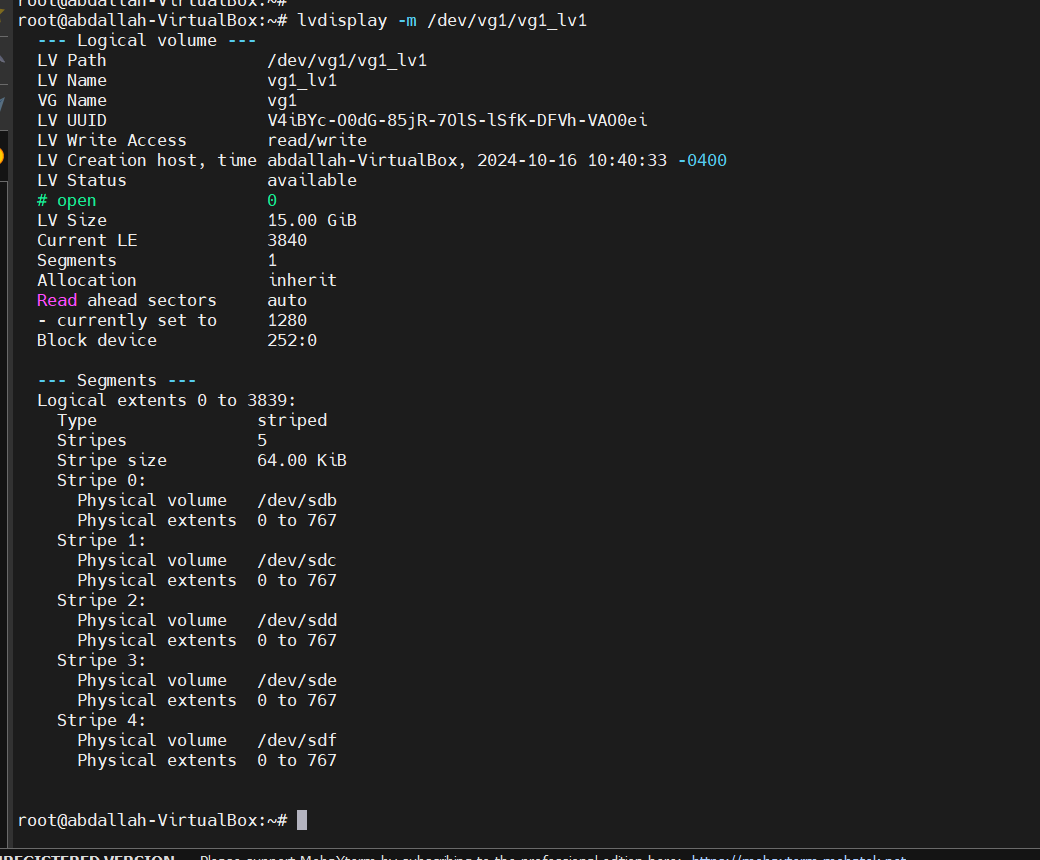 root@abdallah-VirtualBox:~#
root@abdallah-VirtualBox:~# lvdisplay -m /dev/vg1/vg1_lv1
--- Logical volume ---
LV Path                /dev/vg1/vg1_lv1
LV Name                vg1_lv1
VG Name                vg1
LV UUID                V4iBYc-O0dG-85jR-7OlS-lSfK-DFVh-VAO0ei
LV Write Access        read/write
LV Creation host, time abdallah-VirtualBox, 2024-10-16 10:40:33 -0400
LV Status              available
# open                 0
LV Size                15.00 GiB
Current LE             3840
Segments               1
Allocation             inherit
Read ahead sectors     auto
- currently set to     1280
Block device           252:0
--- Segments ---
Logical extents 0 to 3839:
Type                striped
Stripes             5
Stripe size         64.00 KiB
Stripe 0:
Physical volume   /dev/sdb
Physical extents  0 to 767
Stripe 1:
Physical volume   /dev/sdc
Physical extents  0 to 767
Stripe 2:
Physical volume   /dev/sdd
Physical extents  0 to 767
Stripe 3:
Physical volume   /dev/sde
Physical extents  0 to 767
Stripe 4:
Physical volume   /dev/sdf
Physical extents  0 to 767
root@abdallah-VirtualBox:~#
REGISTERED VERSION - Please support MobaXterm by subscribing to the professional edition here: https://mobaxterm.mobatek.net